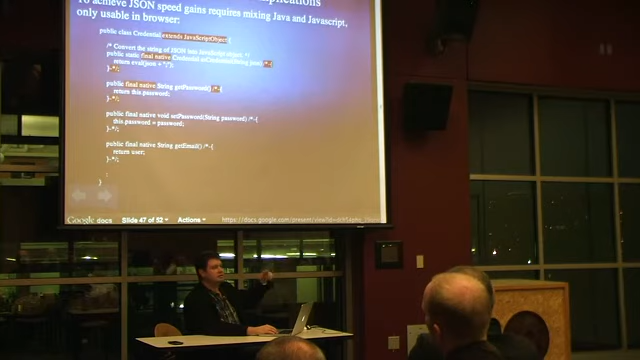 To achieve JSON speed gains requires mixing Java and Javascript,
only usable in browser:
public class Credential extends JavaScriptObject {
/* Convert the string of JSON into JavaScript object. */
public static final native Credential
return eval(json +
}-*/;
public final native String getPassword() /*-{
return this.password;
}-*/;
public final native void setPassword(String password) /*-{
this.password = password;
}-*/;
public final native String getEmail() /*-{
return user;
}-*/;
}
Google docs Slide 47 of 52 Actions